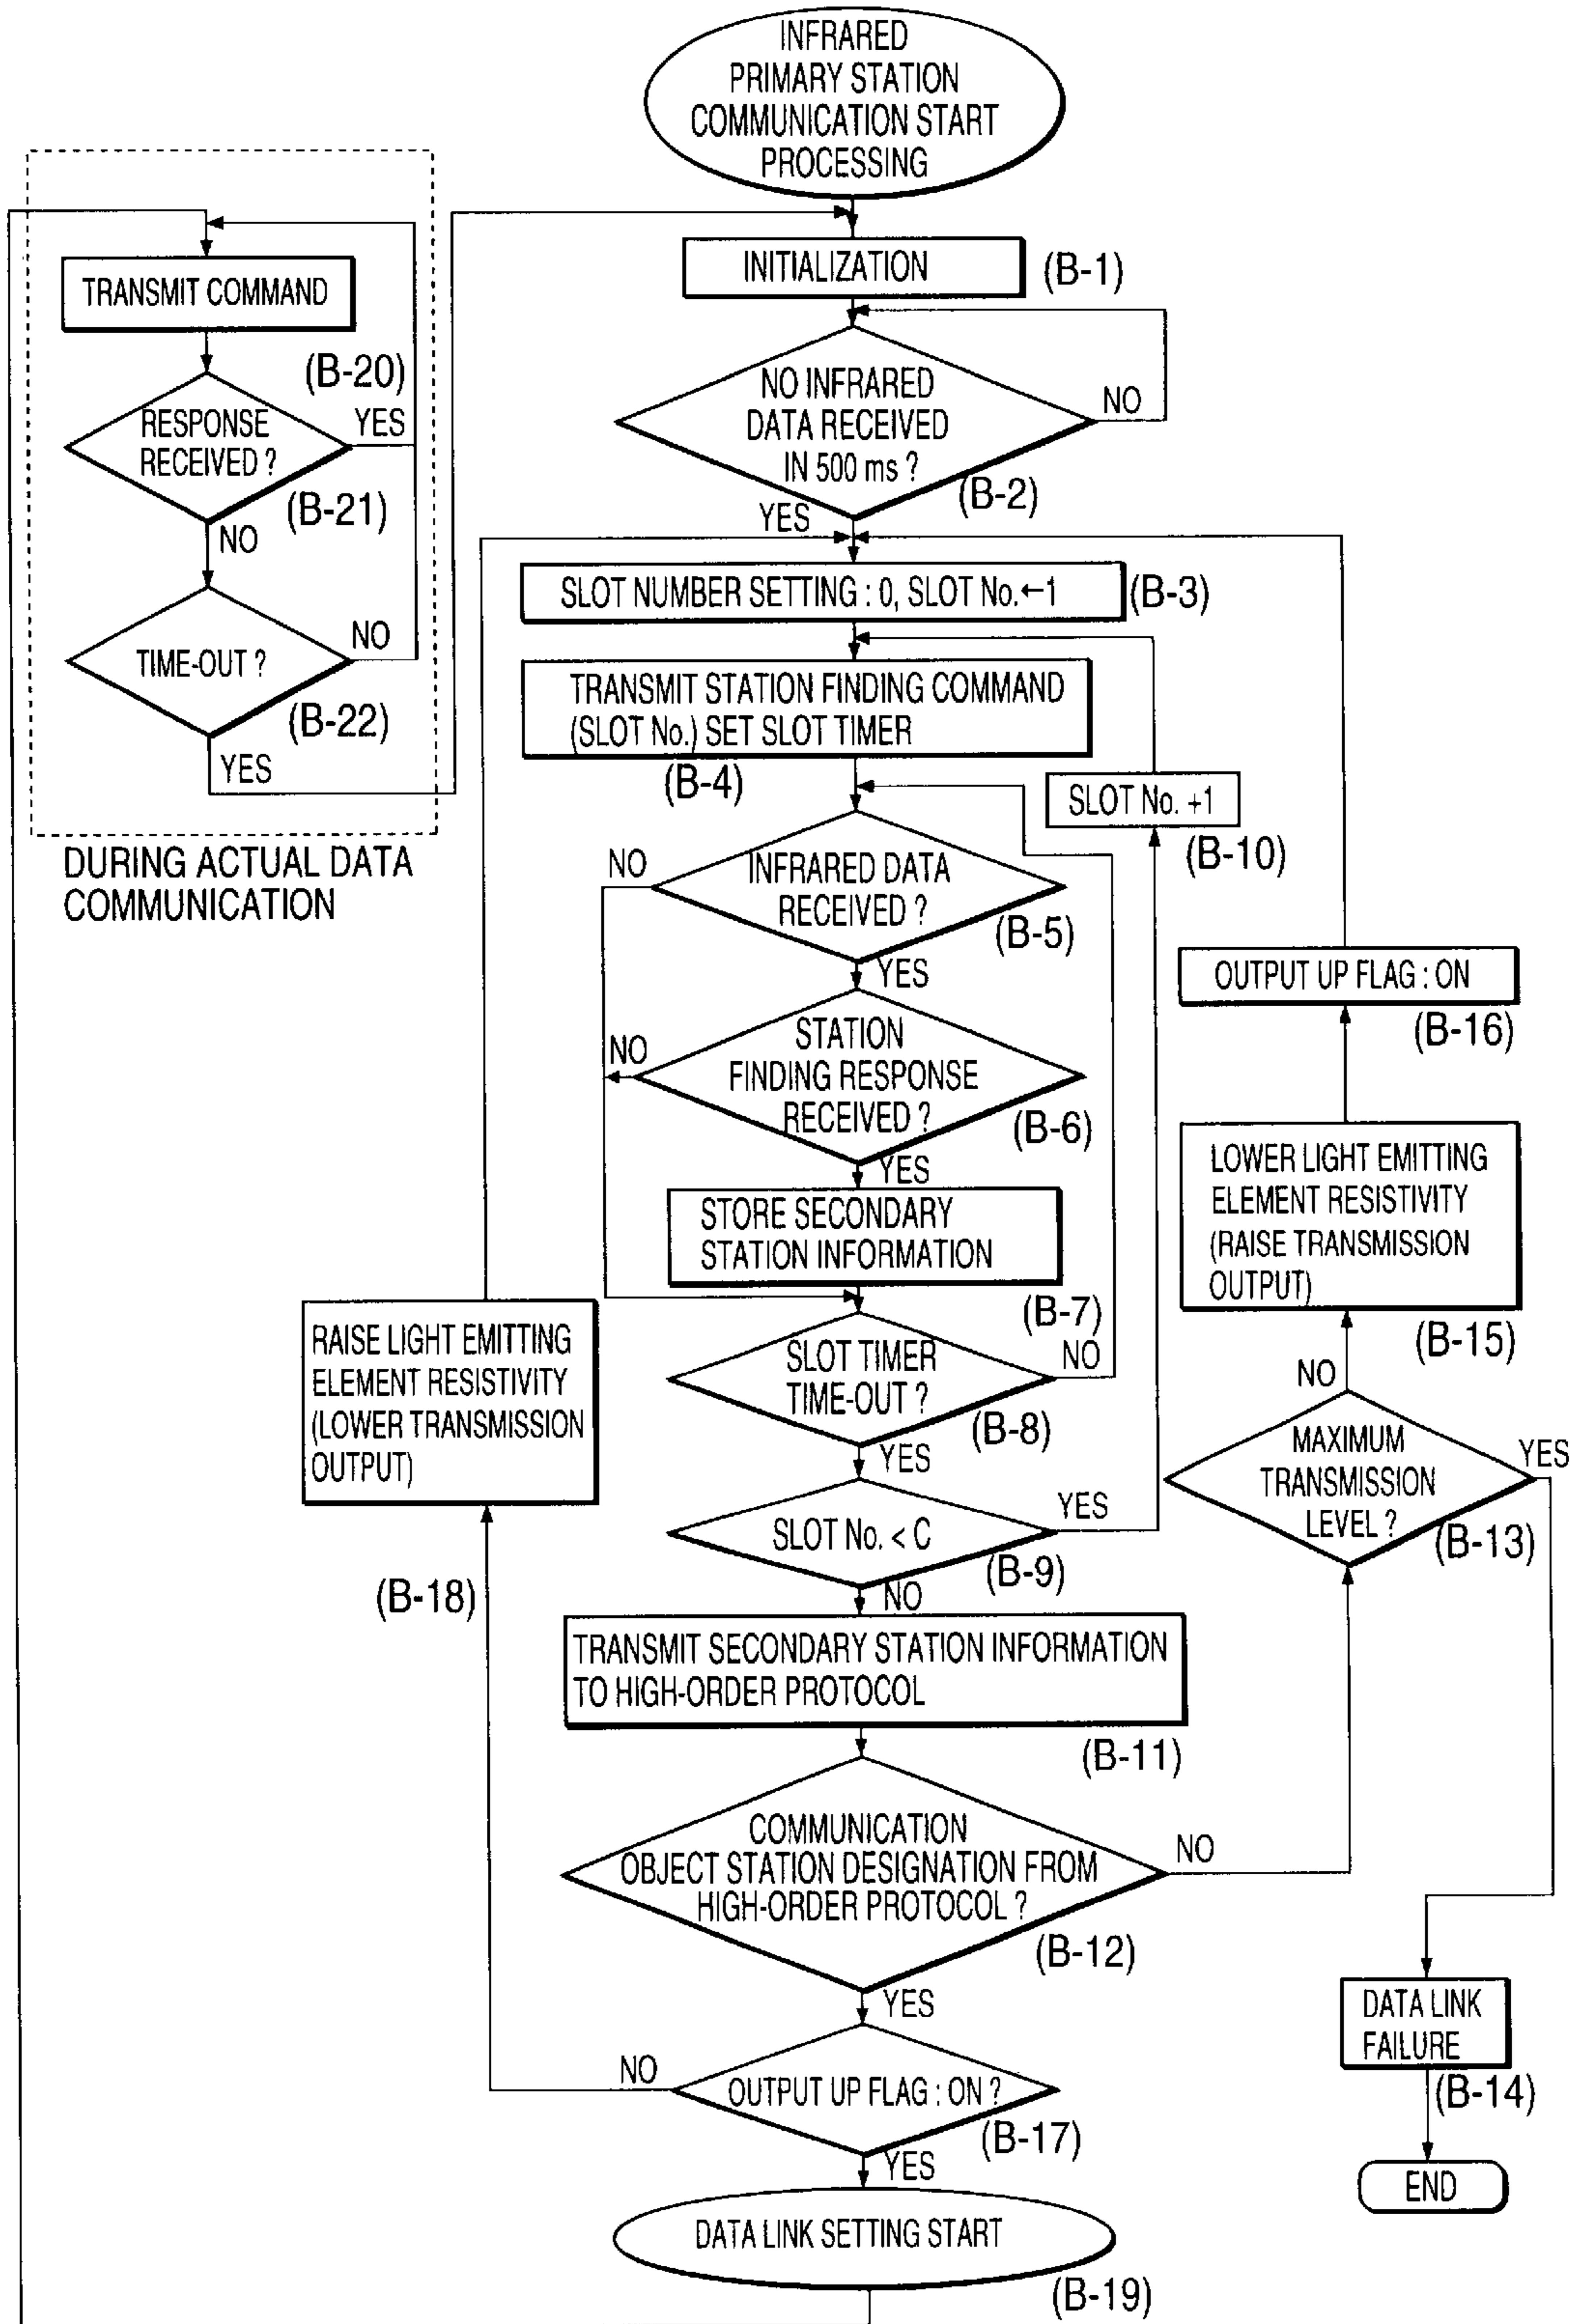 INFRARED
PRIMARY STATION
COMMUNICATION START
PROCESSING
INITIALIZATION
(B-1)
NO INFRARED
DATA RECEIVED
IN 500 ms ?
NO
(B-2)
YES
SLOT NUMBER SETTING : 0, SLOT No.←1
(B-3)
TRANSMIT STATION FINDING COMMAND
(SLOT No.) SET SLOT TIMER
(B-4)
SLOT No. +1
(B-10)
INFRARED DATA
RECEIVED ?
NO
(B-5)
YES
STATION
FINDING RESPONSE
RECEIVED ?
NO
(B-6)
YES
STORE SECONDARY
STATION INFORMATION
(B-7)
SLOT TIMER
TIME-OUT ?
NO
(B-8)
YES
SLOT No. < C
YES
(B-9)
NO
TRANSMIT SECONDARY STATION INFORMATION
TO HIGH-ORDER PROTOCOL
(B-11)
COMMUNICATION
OBJECT STATION DESIGNATION FROM
HIGH-ORDER PROTOCOL ?
NO
(B-12)
YES
OUTPUT UP FLAG : ON ?
NO
(B-17)
YES
DATA LINK SETTING START
(B-19)
TRANSMIT COMMAND
(B-20)
RESPONSE
RECEIVED ?
YES
(B-21)
NO
TIME-OUT ?
NO
(B-22)
YES
DURING ACTUAL DATA
COMMUNICATION
RAISE LIGHT EMITTING
ELEMENT RESISTIVITY
(LOWER TRANSMISSION
OUTPUT)
(B-18)
OUTPUT UP FLAG : ON
(B-16)
LOWER LIGHT EMITTING
ELEMENT RESISTIVITY
(RAISE TRANSMISSION
OUTPUT)
(B-15)
NO
MAXIMUM
TRANSMISSION
LEVEL ?
YES
(B-13)
DATA LINK
FAILURE
(B-14)
END